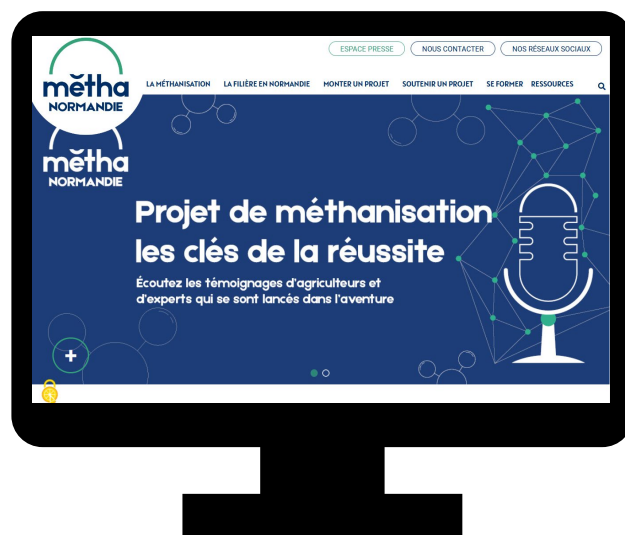 ESPACE PRESSE
NOUS CONTACTER
NOS RÉSEAUX SOCIAUX
mĕtha
NORMANDIE
LA MÉTHANISATION
LA FILIÈRE EN NORMANDIE
MONTER UN PROJET
SOUTENIR UN PROJET
SE FORMER
RESSOURCES
mĕtha
NORMANDIE
Projet de méthanisation
les clés de la réussite
Écoutez les témoignages d'agriculteurs et
d'experts qui se sont lancés dans l'aventure
+